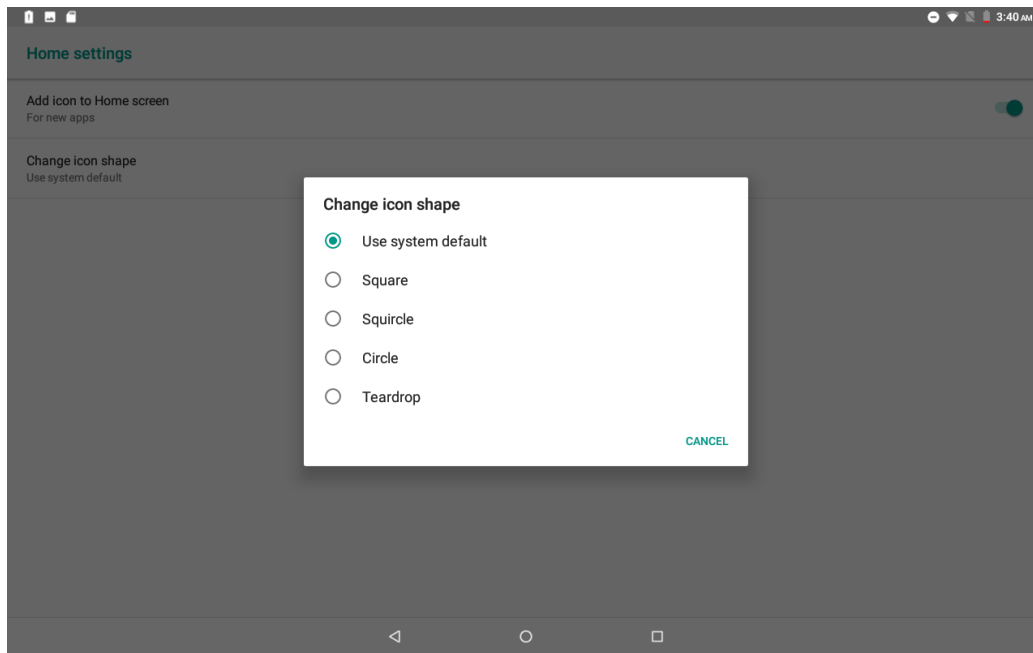 3:40 AM
Home settings
Add icon to Home screen
For new apps
Change icon shape
Use system default
Change icon shape
Use system default
Square
Squircle
Circle
Teardrop
CANCEL